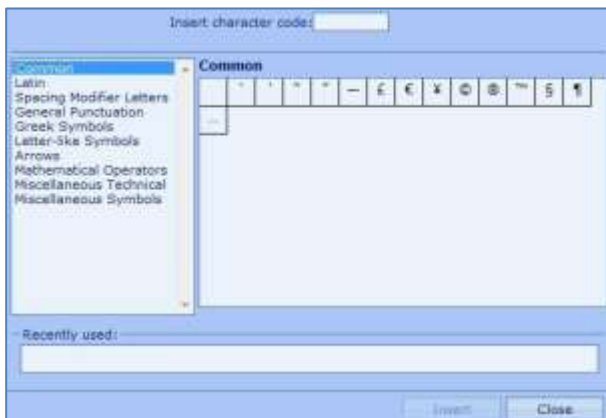 Insert character code:
Common
Latin
Spacing Modifier Letters
General Punctuation
Greek Symbols
Letter-like Symbols
Arrows
Mathematical Operators
Miscellaneous Technical
Miscellaneous Symbols
Common
— £ € ¥ © ® ™ § ¶
...
Recently used:
Insert Close